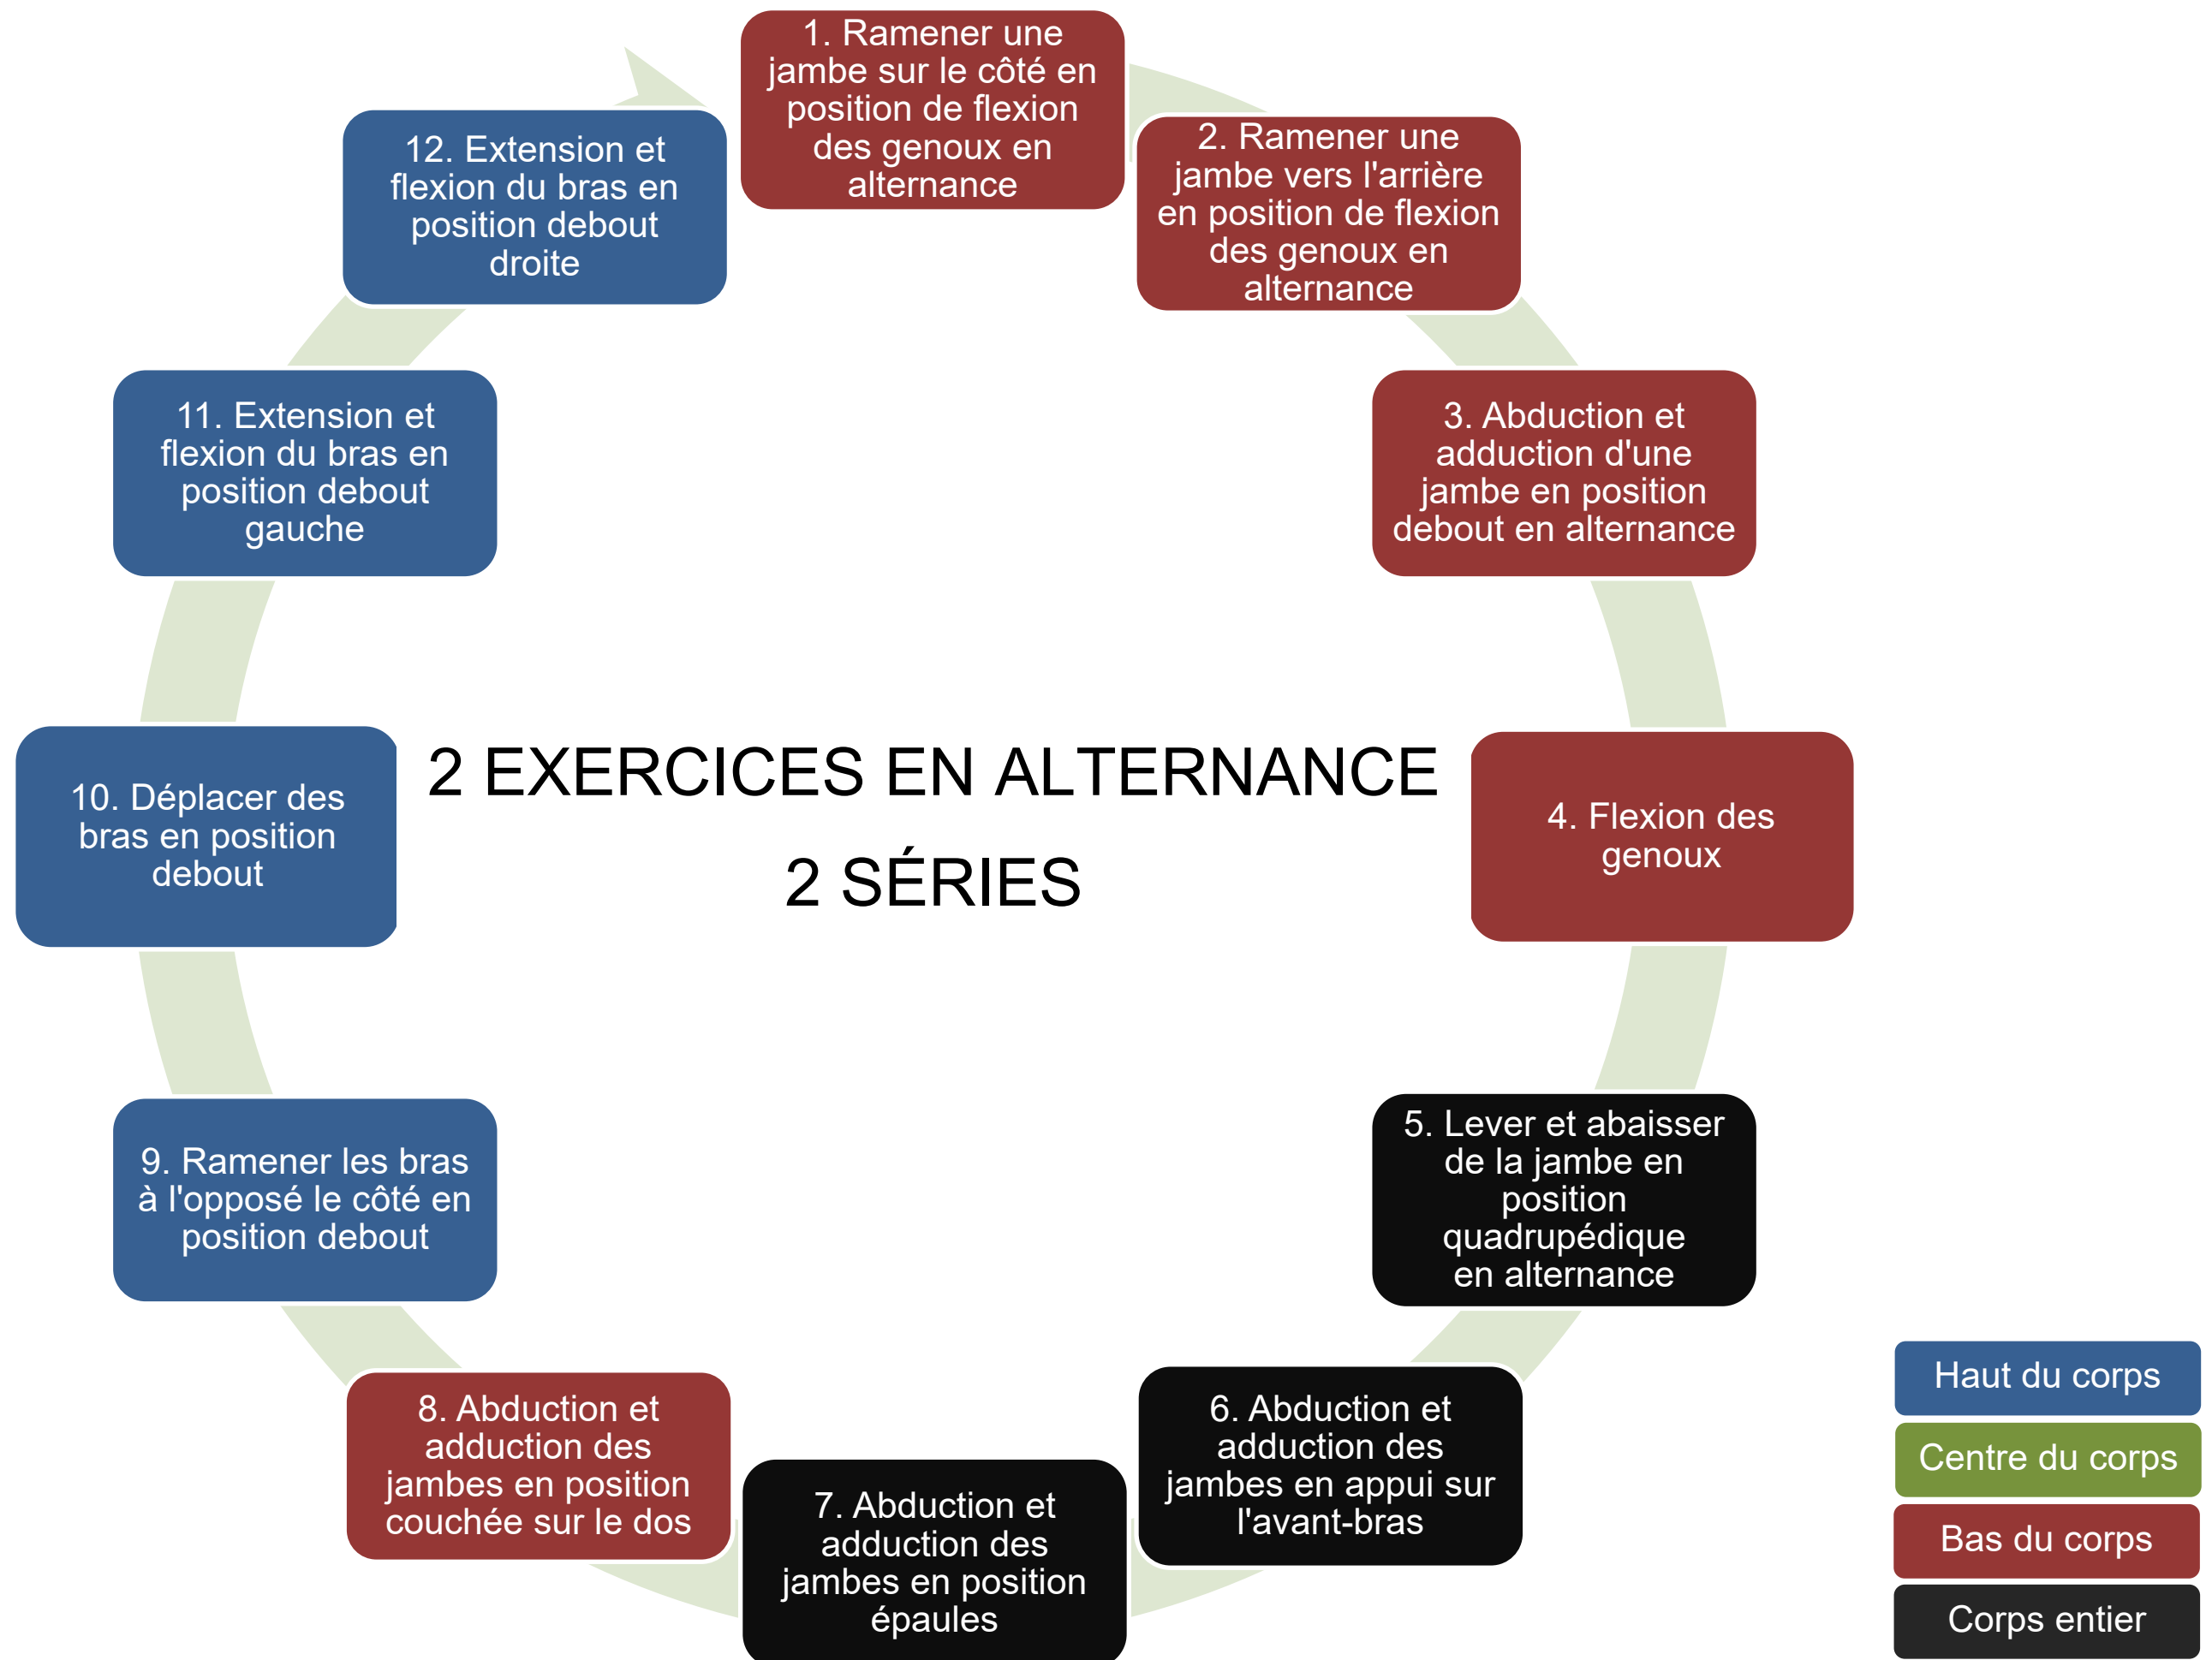 1. Ramener une
jambe sur le côté en
position de flexion
des genoux en
alternance
2. Ramener une
jambe vers l'arrière
en position de flexion
des genoux en
alternance
3. Abduction et
adduction d'une
jambe en position
debout en alternance
4. Flexion des
genoux
5. Lever et abaisser
de la jambe en
position
quadrupédique
en alternance
6. Abduction et
adduction des
jambes en appui sur
l'avant-bras
7. Abduction et
adduction des
jambes en position
épaules
8. Abduction et
adduction des
jambes en position
couchée sur le dos
9. Ramener les bras
à l'opposé le côté en
position debout
10. Déplacer des
bras en position
debout
11. Extension et
flexion du bras en
position debout
gauche
12. Extension et
flexion du bras en
position debout
droite
2 EXERCICES EN ALTERNANCE
2 SÉRIES
Haut du corps
Centre du corps
Bas du corps
Corps entier